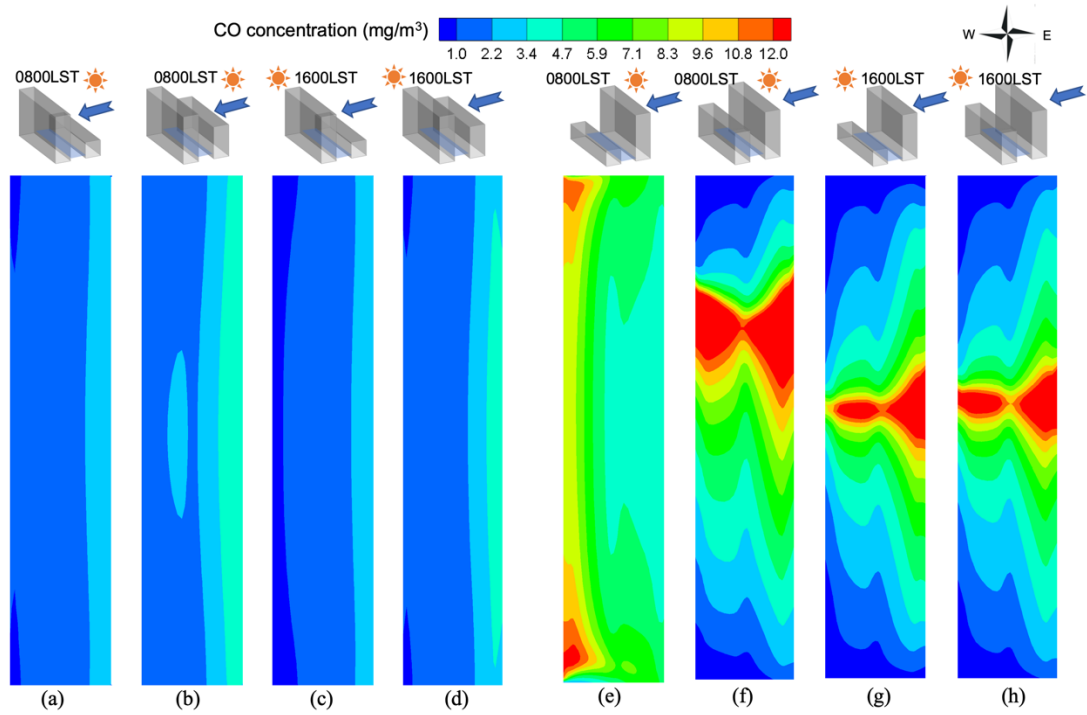 CO concentration (mg/m³)
1.0 2.2 3.4 4.7 5.9 7.1 8.3 9.6 10.8 12.0
W E
0800LST 0800LST 1600LST 1600LST 0800LST 0800LST 1600LST 1600LST
(a) (b) (c) (d) (e) (f) (g) (h)